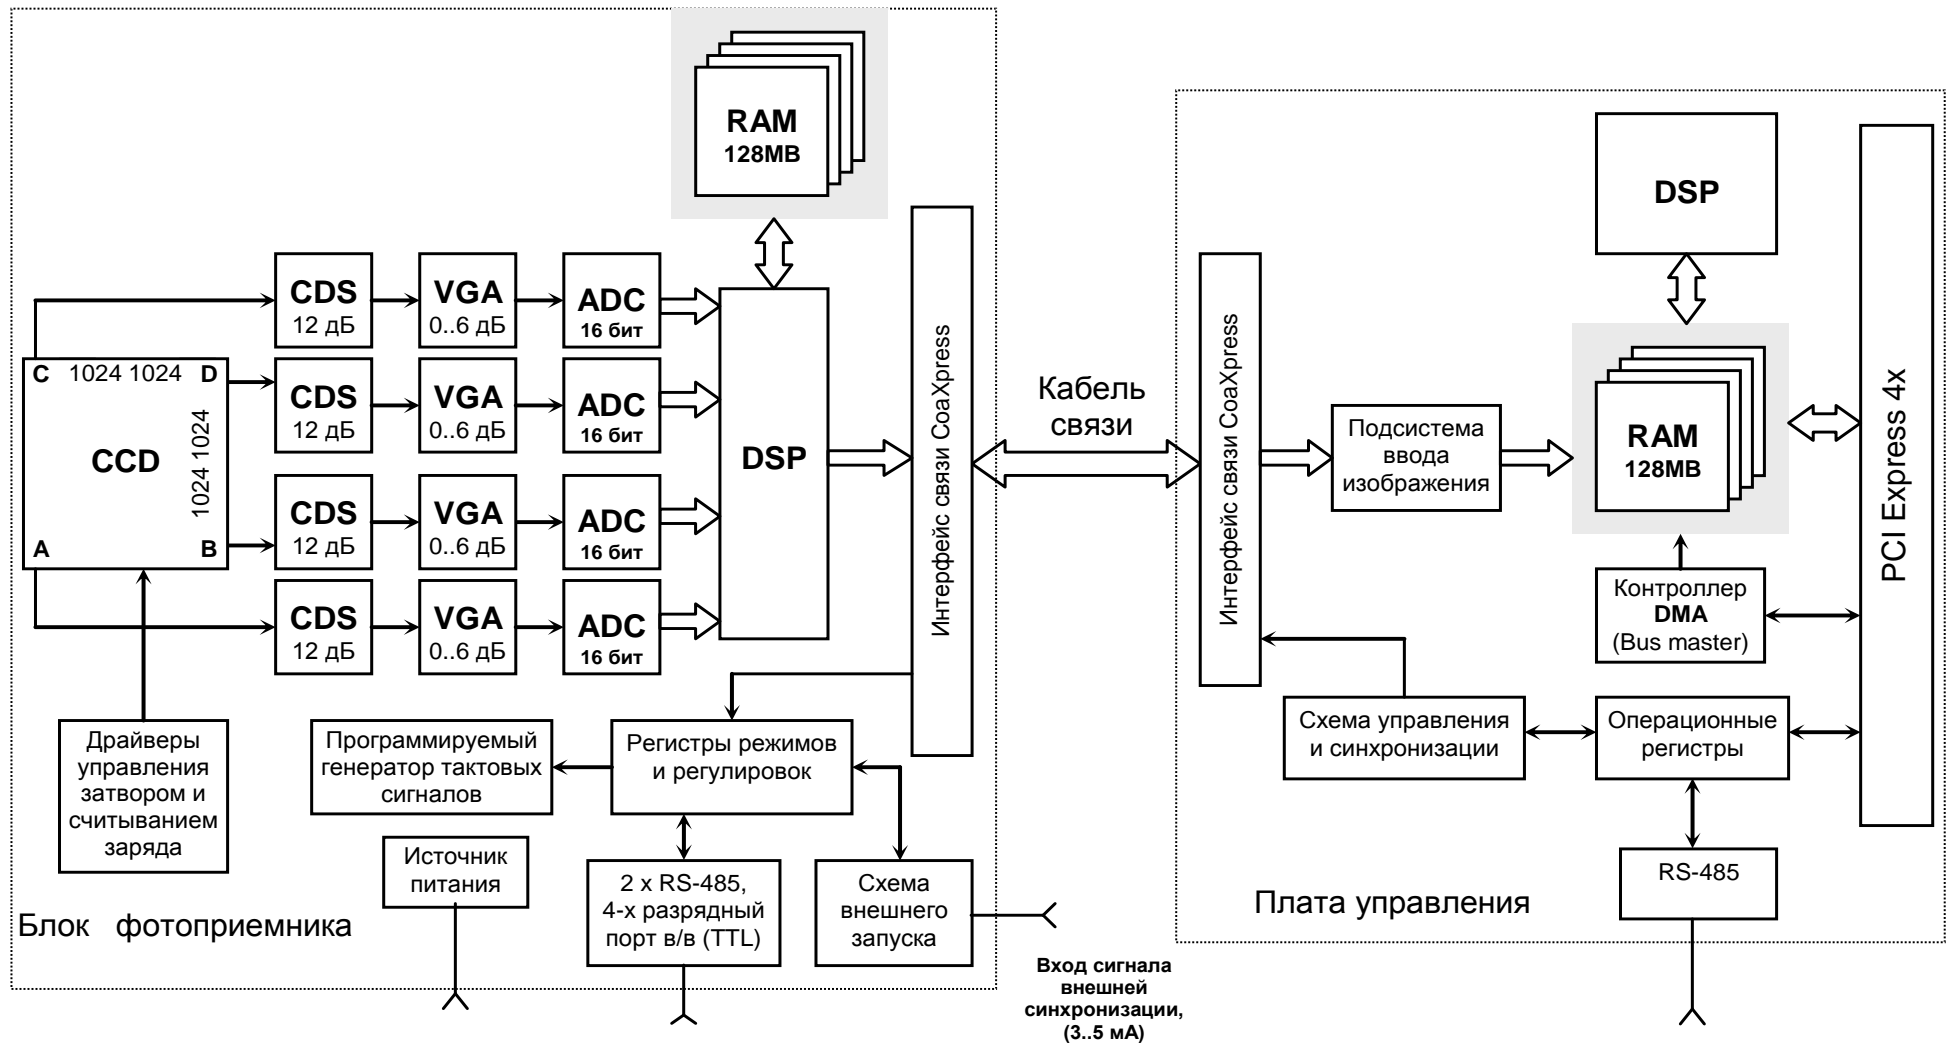 RAM
128MB
CDS
12 дБ
VGA
0..6 дБ
ADC
16 бит
CDS
12 дБ
VGA
0..6 дБ
ADC
16 бит
CDS
12 дБ
VGA
0..6 дБ
ADC
16 бит
CDS
12 дБ
VGA
0..6 дБ
ADC
16 бит
C 1024 1024 D
1024 1024
CCD
A B
DSP
Интерфейс связи CoaXpress
Драйверы
управления
затвором и
считыванием
заряда
Программируемый
генератор тактовых
сигналов
Регистры режимов
и регулировок
Источник
питания
2 x RS-485,
4-х разрядный
порт в/в (TTL)
Схема
внешнего
запуска
Блок фотоприемника
Вход сигнала
внешней
синхронизации,
(3..5 мА)
Кабель
связи
Интерфейс связи CoaXpress
Подсистема
ввода
изображения
DSP
RAM
128MB
PCI Express 4x
Контроллер
DMA
(Bus master)
Схема управления
и синхронизации
Операционные
регистры
RS-485
Плата управления